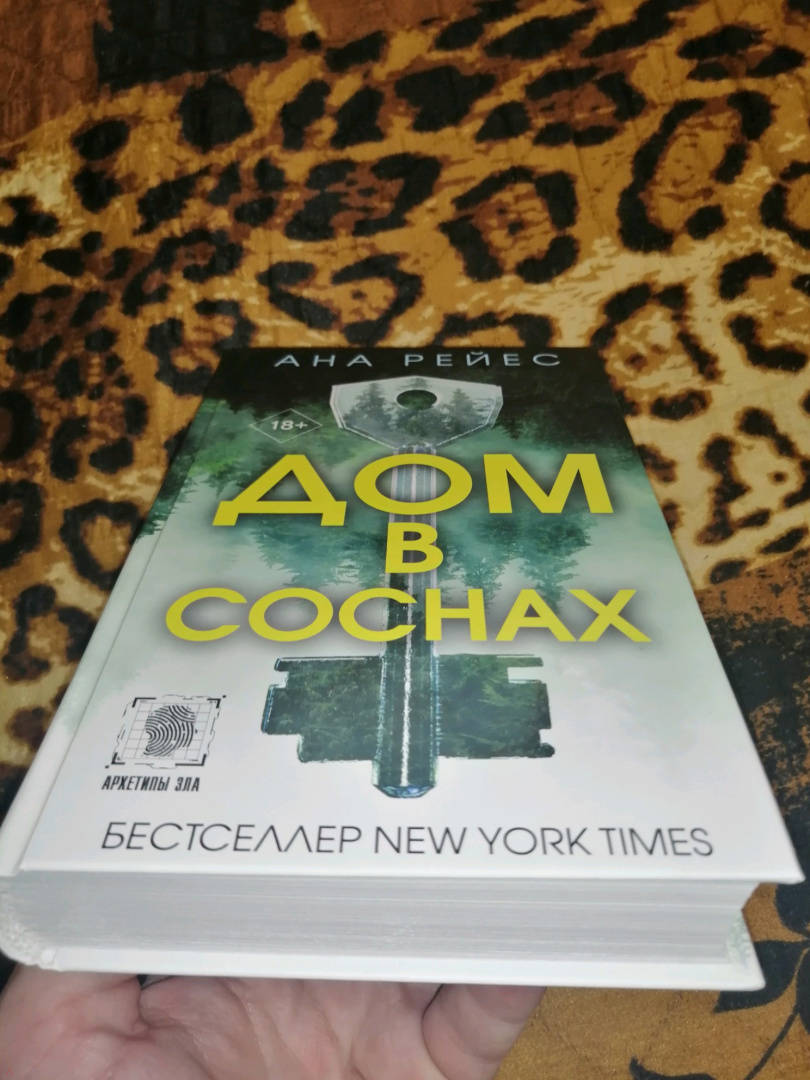 АНА РЕЙЕС
18+
ДОМ
В
СОСНАХ
АРХЕТИПЫ ЗЛА
БЕСТСЕЛЛЕР NEW YORK TIMES